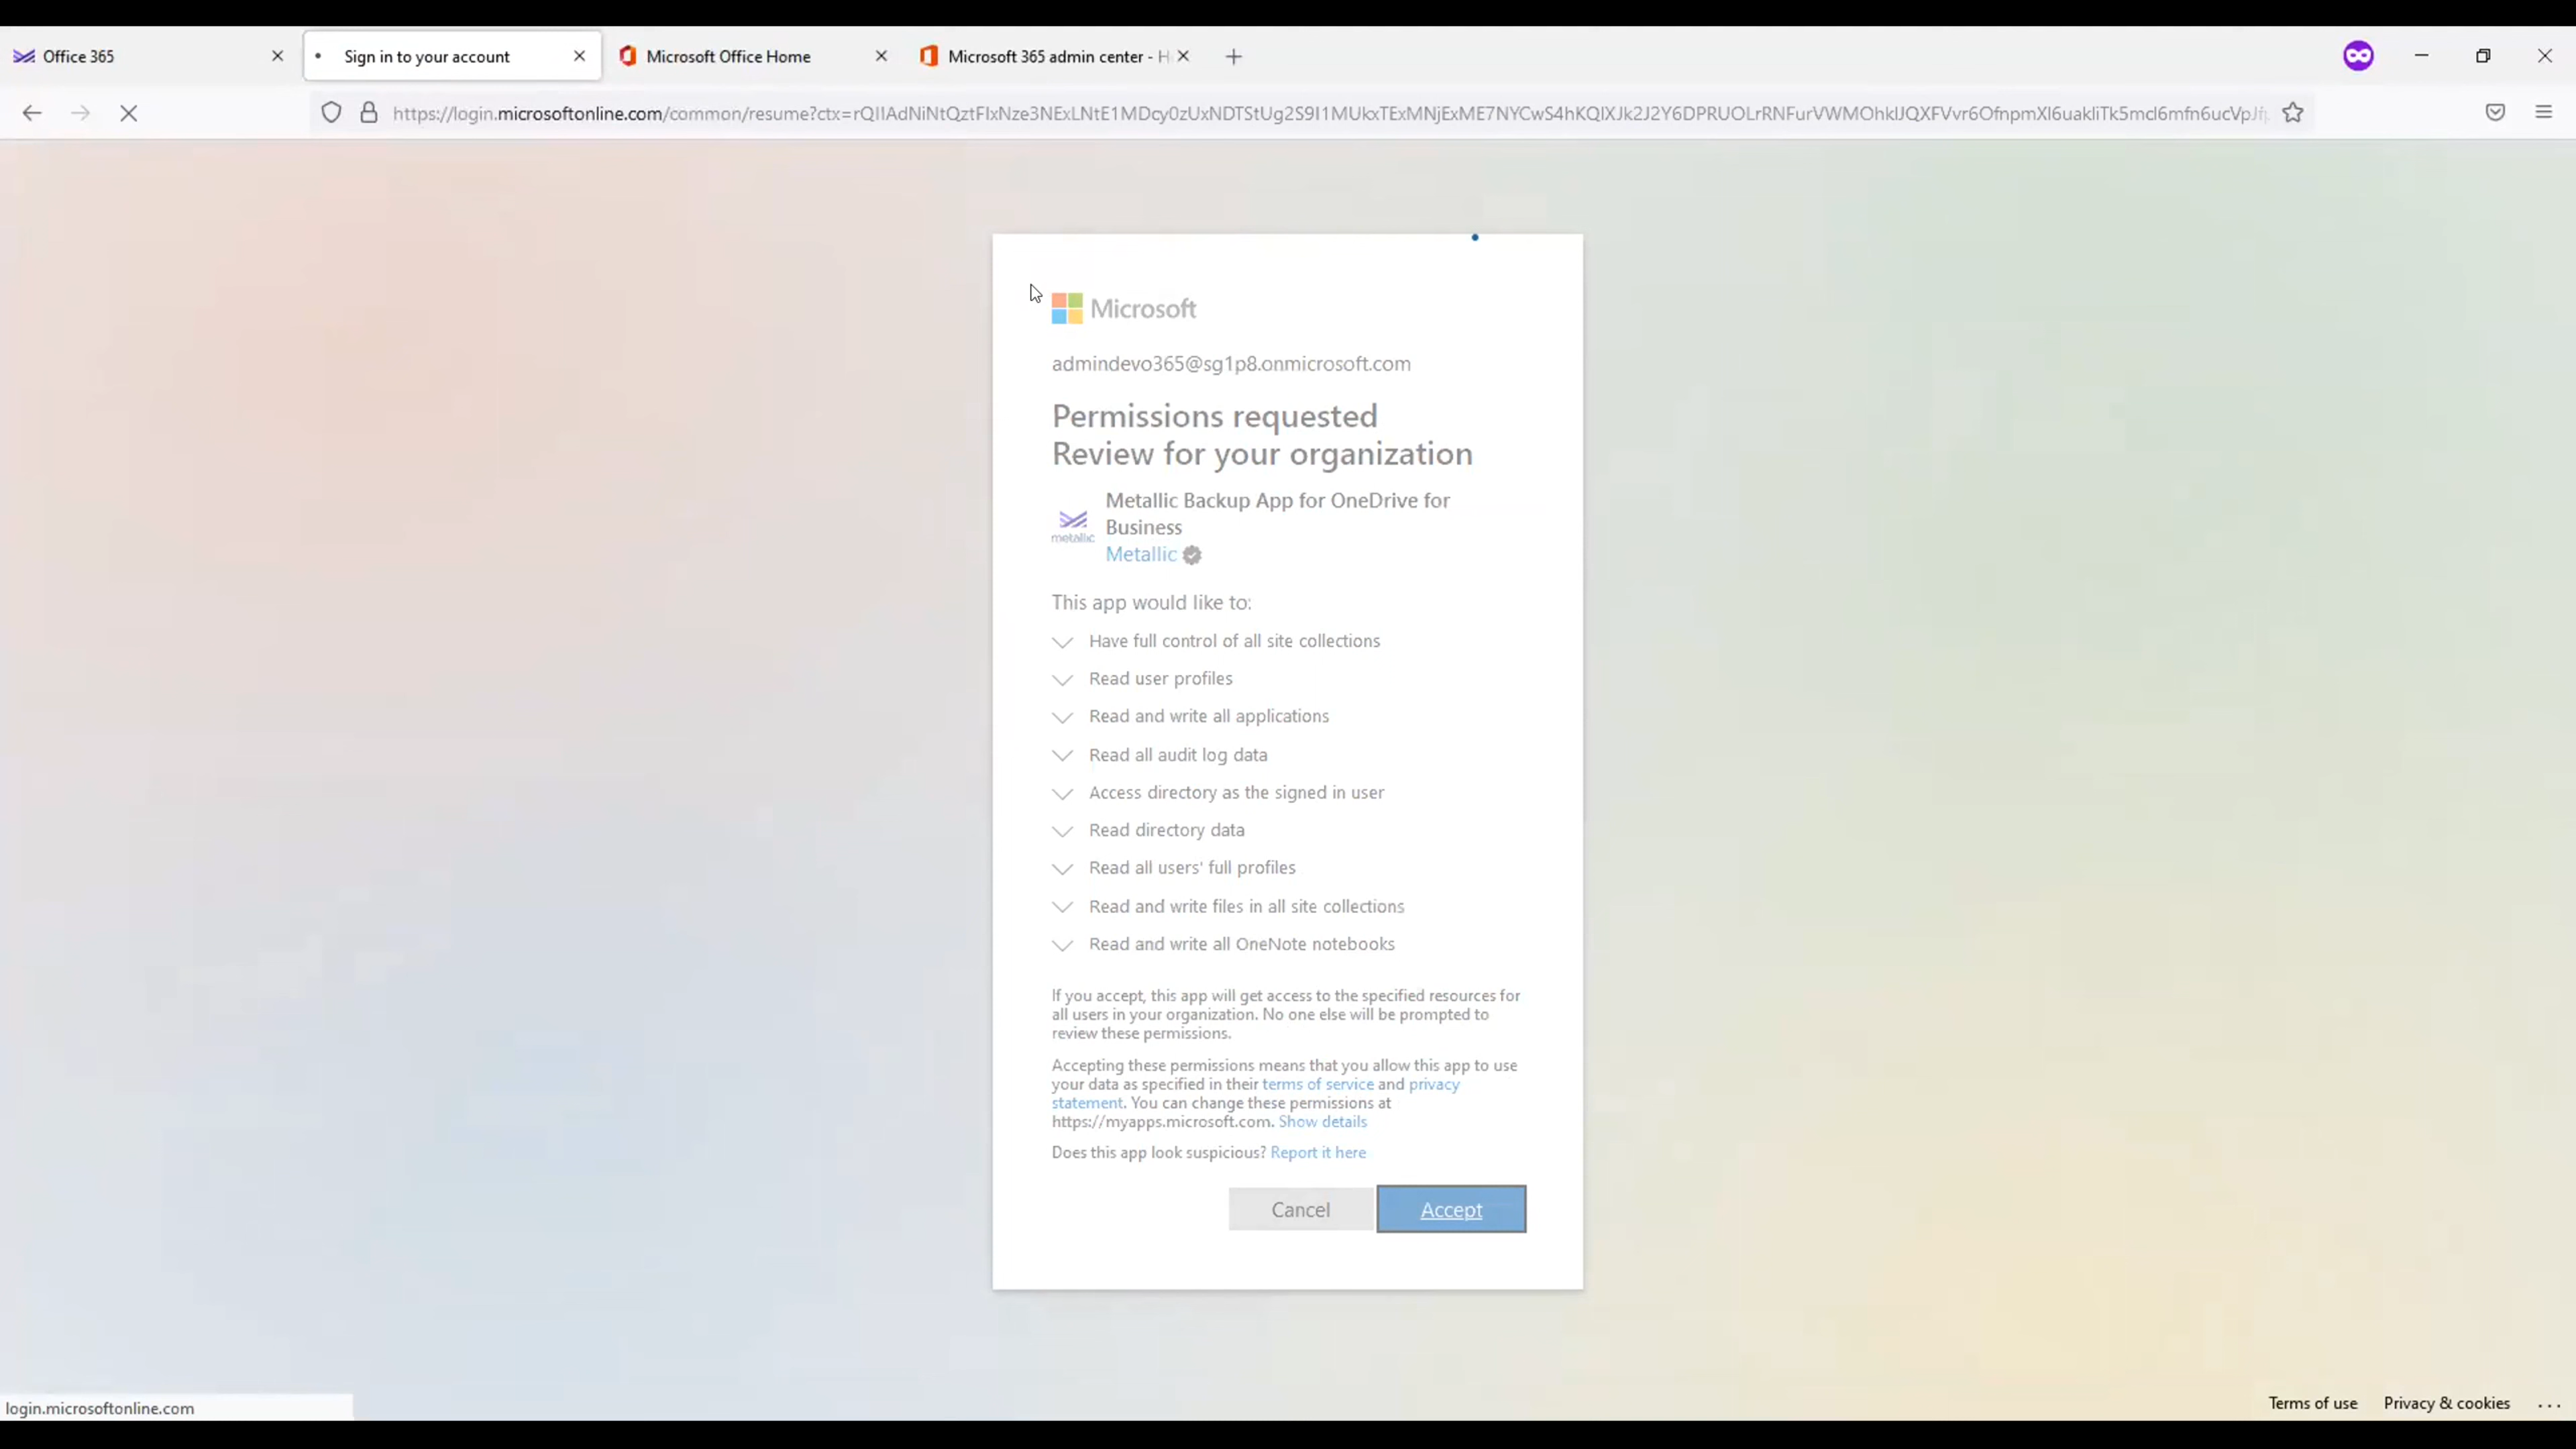 Office 365
Sign in to your account
Microsoft Office Home
Microsoft 365 admin center - H
Microsoft
admindevo365@sg1p8.onmicrosoft.com
Permissions requested
Review for your organization
Metallic Backup App for OneDrive for
Business
metallic
Metallic
This app would like to:
Have full control of all site collections
Read user profiles
Read and write all applications
Read all audit log data
Access directory as the signed in user
Read directory data
Read all users' full profiles
Read and write files in all site collections
Read and write all OneNote notebooks
If you accept, this app will get access to the specified resources for
all users in your organization. No one else will be prompted to
review these permissions.
Accepting these permissions means that you allow this app to use
your data as specified in their terms of service and privacy
statement. You can change these permissions at
https://myapps.microsoft.com. Show details
Does this app look suspicious? Report it here
Cancel
Accept
login.microsoftonline.com
Terms of use
Privacy & cookies
...